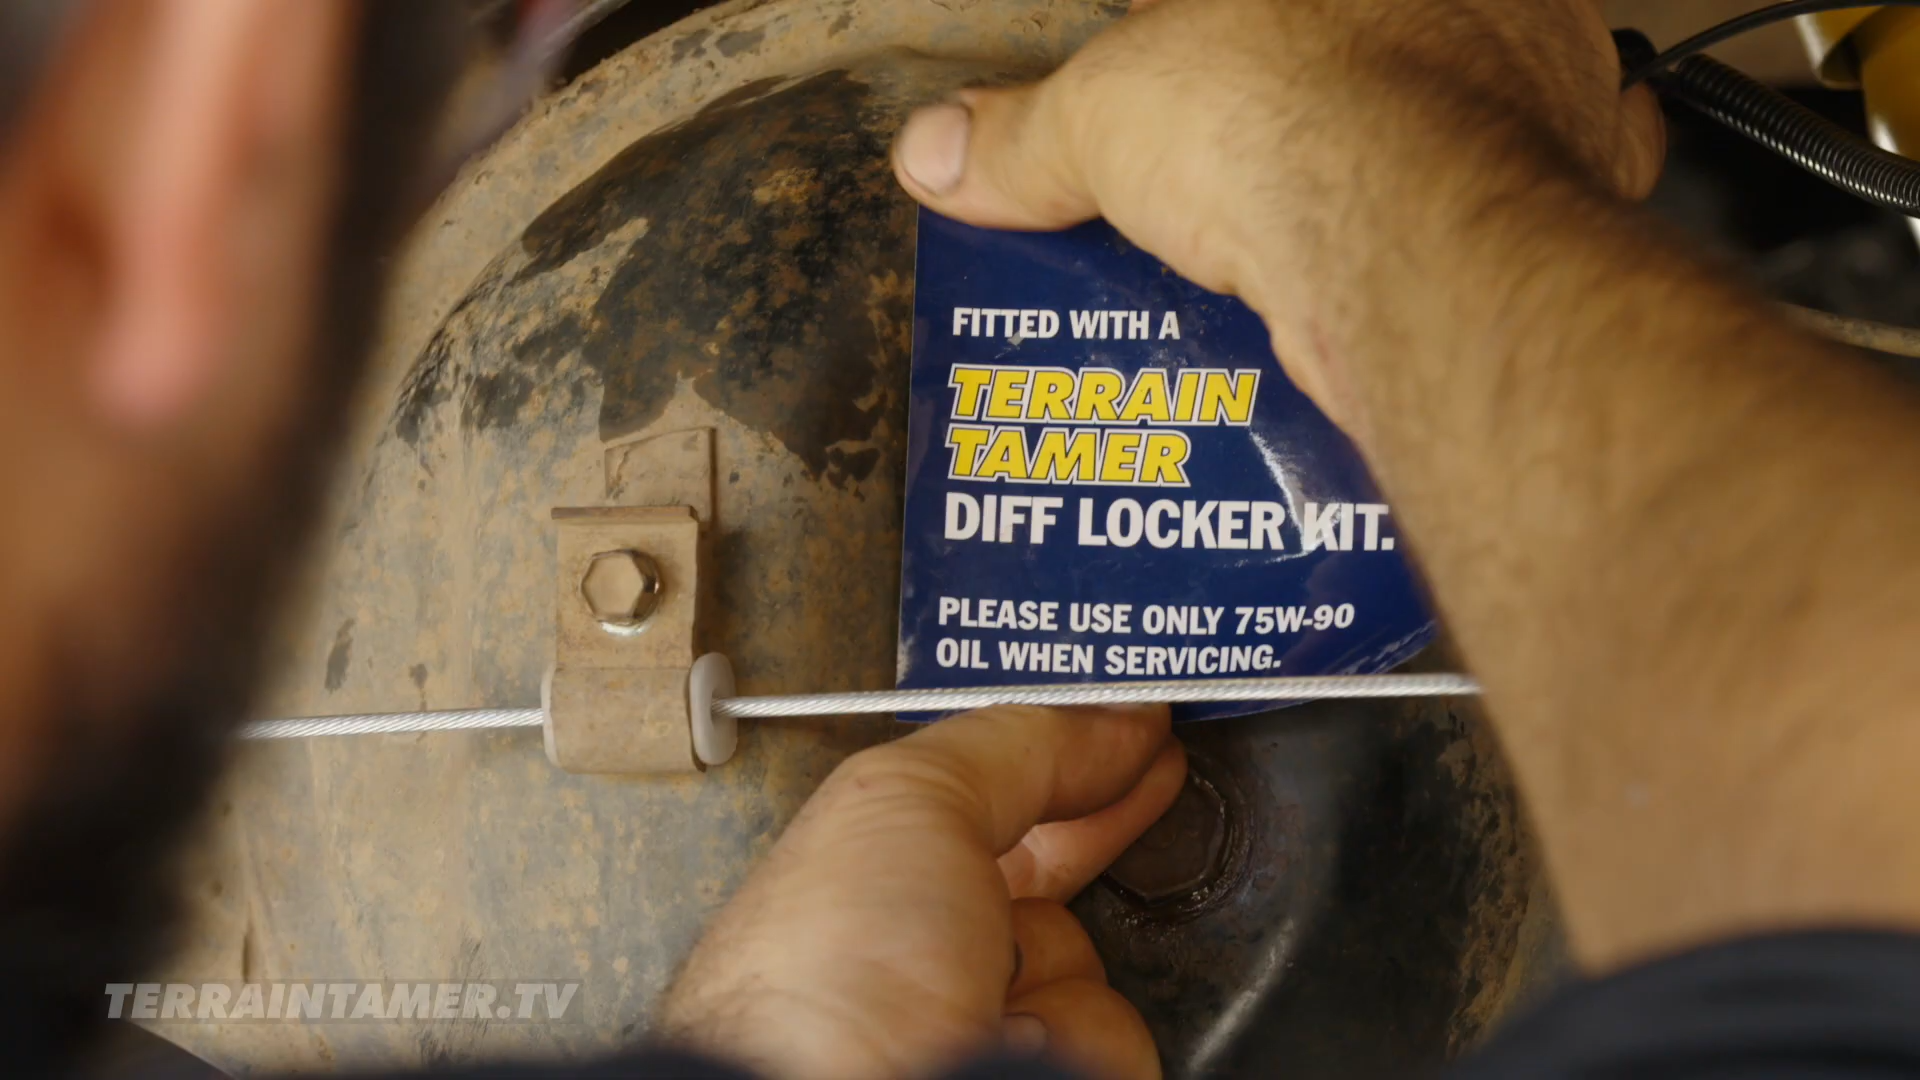 FITTED WITH A
TERRAIN
TAMER
DIFF LOCKER KIT.
PLEASE USE ONLY 75W-90
OIL WHEN SERVICING.
TERRAINTAMER.TV